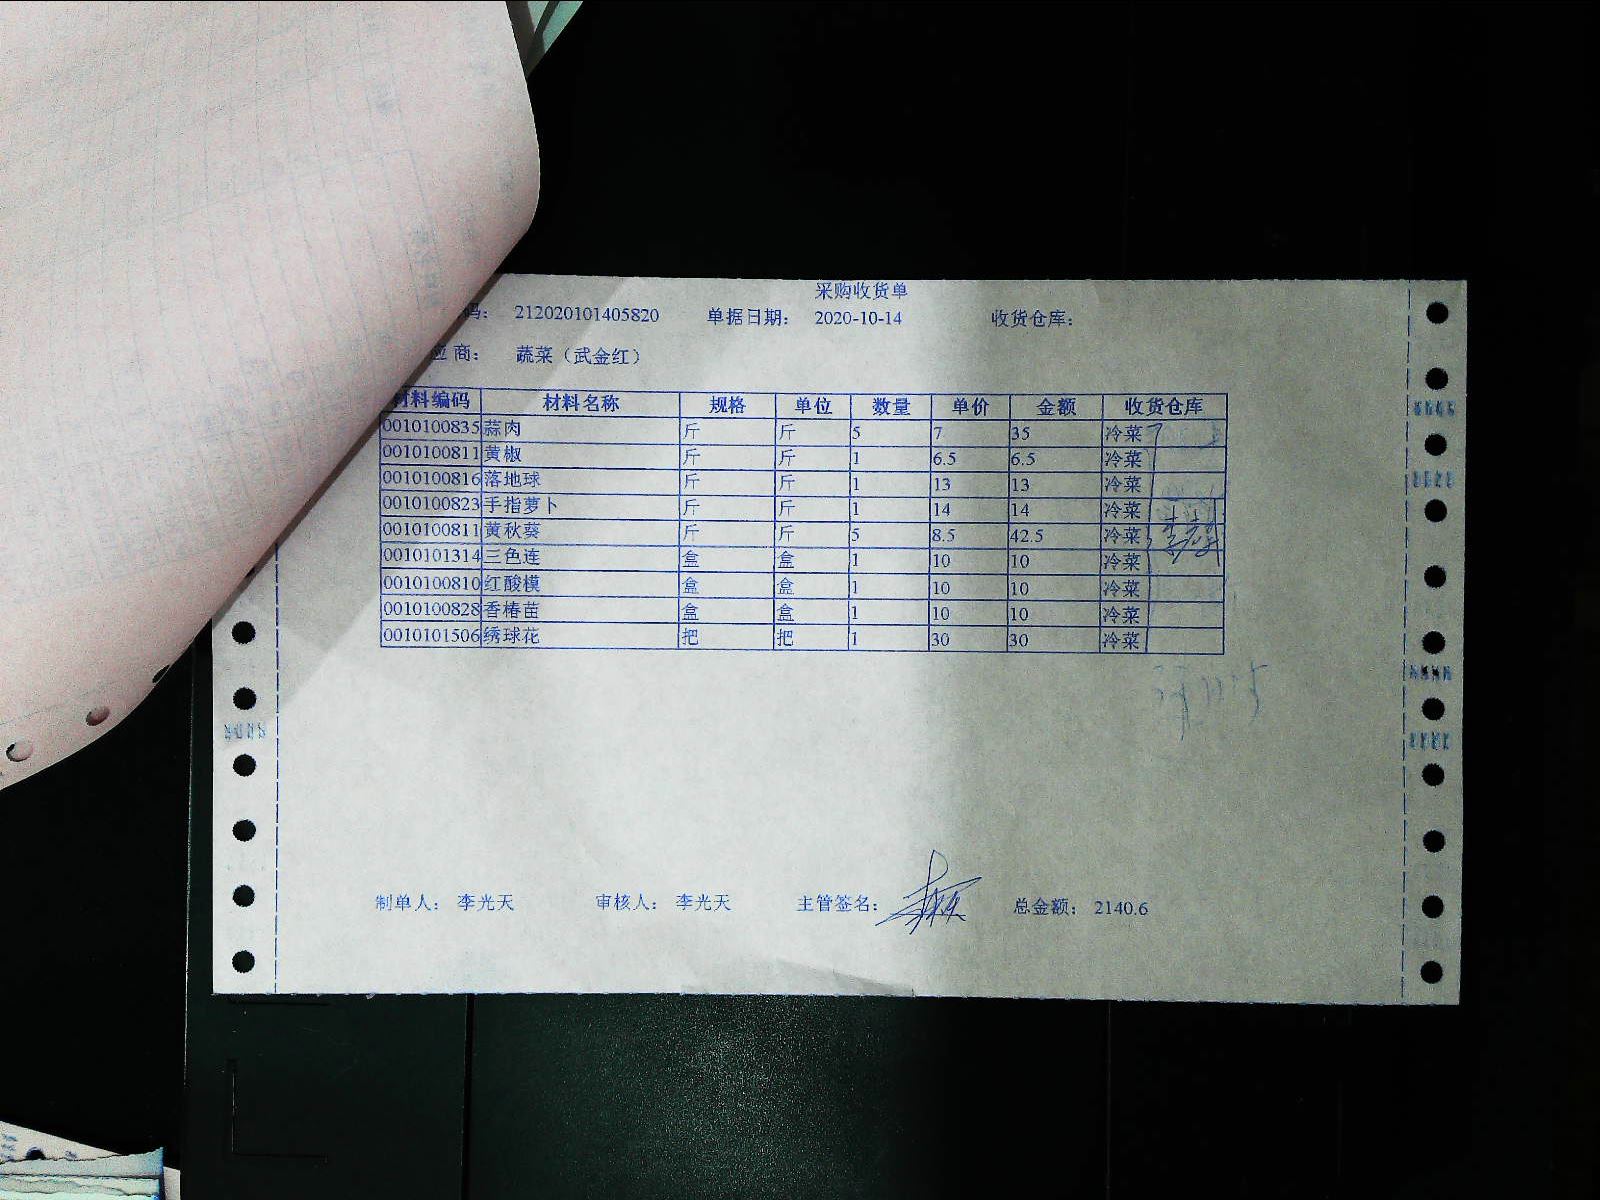 采购收货单
码： 212020101405820 单据日期： 2020-10-14 收货仓库：
应商： 蔬菜（武金红）
材料编码 材料名称 规格 单位 数量 单价 金额 收货仓库
0010100835 蒜肉 斤 斤 5 7 35 冷菜
0010100811 黄椒 斤 斤 1 6.5 6.5 冷菜
0010100816 落地球 斤 斤 1 13 13 冷菜
0010100823 手指萝卜 斤 斤 1 14 14 冷菜
0010100811 黄秋葵 斤 斤 5 8.5 42.5 冷菜
0010101314 三色连 盒 盒 1 10 10 冷菜
0010100810 红酸模 盒 盒 1 10 10 冷菜
0010100828 香椿苗 盒 盒 1 10 10 冷菜
0010101506 绣球花 把 把 1 30 30 冷菜
制单人： 李光天 审核人： 李光天 主管签名： 总金额： 2140.6